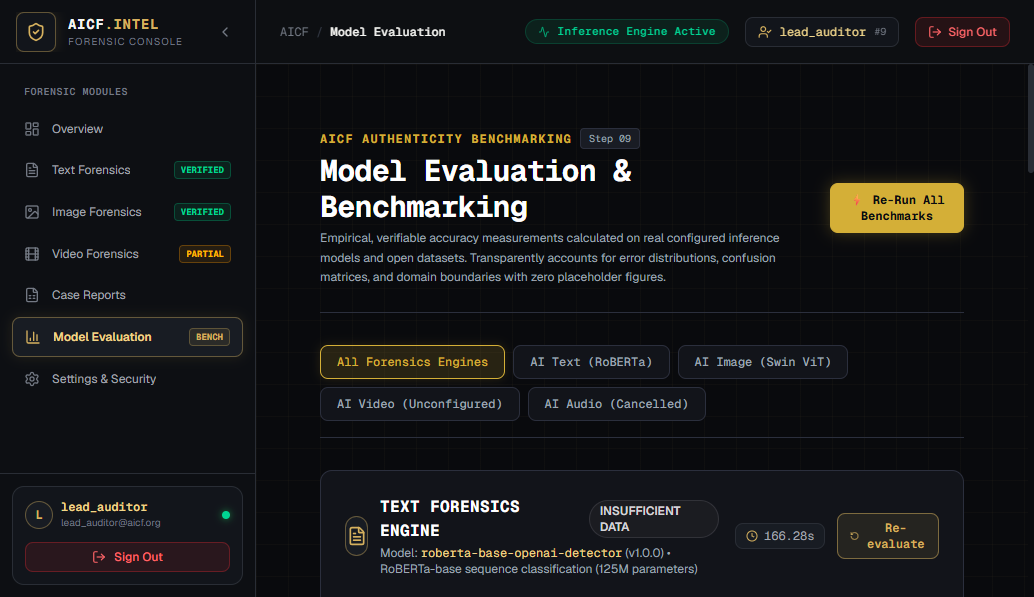 AICF.INTEL
FORENSIC CONSOLE
AICF / Model Evaluation
Inference Engine Active
lead_auditor #9
Sign Out
FORENSIC MODULES
Overview
Text Forensics VERIFIED
Image Forensics VERIFIED
Video Forensics PARTIAL
Case Reports
Model Evaluation BENCH
Settings & Security
L
lead_auditor
lead_auditor@aicf.org
Sign Out
AICF AUTHENTICITY BENCHMARKING Step 09
Model Evaluation &
Benchmarking
Empirical, verifiable accuracy measurements calculated on real configured inference
models and open datasets. Transparently accounts for error distributions, confusion
matrices, and domain boundaries with zero placeholder figures.
Re-Run All
Benchmarks
All Forensics Engines
AI Text (RoBERTa)
AI Image (Swin ViT)
AI Video (Unconfigured)
AI Audio (Cancelled)
TEXT FORENSICS
ENGINE
INSUFFICIENT
DATA
Model: roberta-base-openai-detector (v1.0.0) •
RoBERTa-base sequence classification (125M parameters)
166.28s
Re-
evaluate